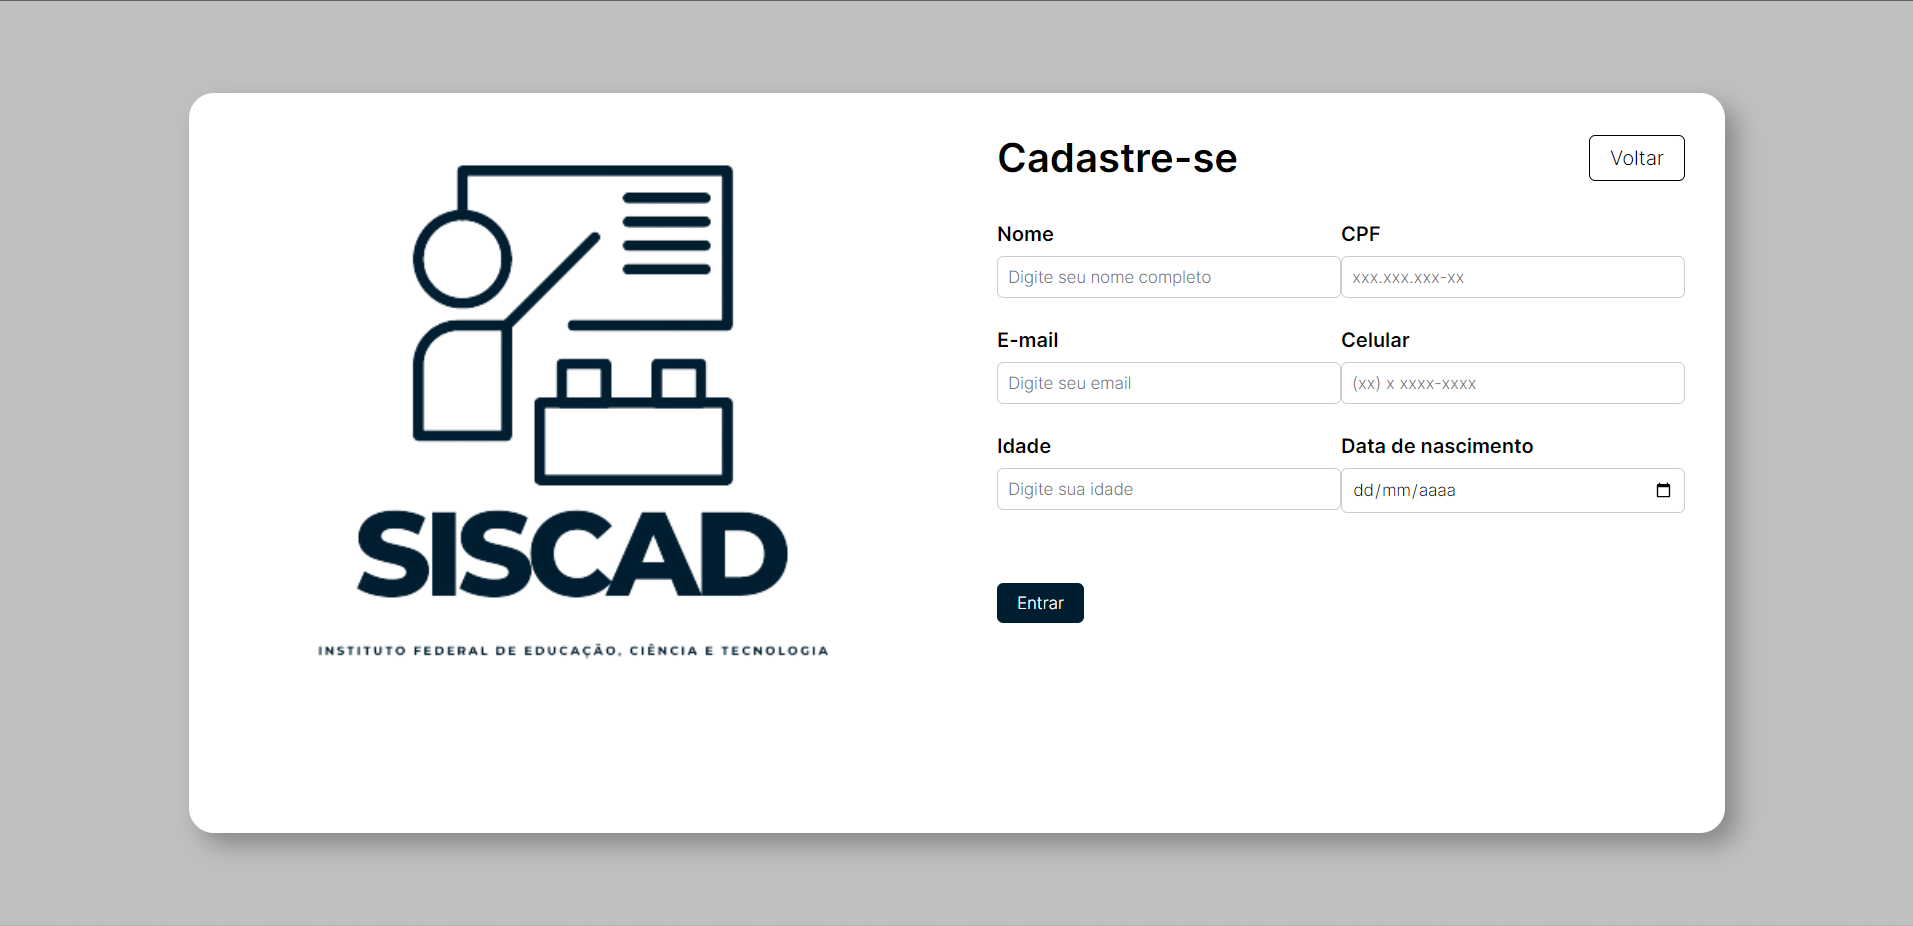 SISCAD
INSTITUTO FEDERAL DE EDUCAÇÃO, CIÊNCIA E TECNOLOGIA
Cadastre-se
Voltar
Nome
CPF
Digite seu nome completo
xxx.xxx.xxx-xx
E-mail
Celular
Digite seu email
(xx) x xxxx-xxxx
Idade
Data de nascimento
Digite sua idade
dd/mm/aaaa
Entrar